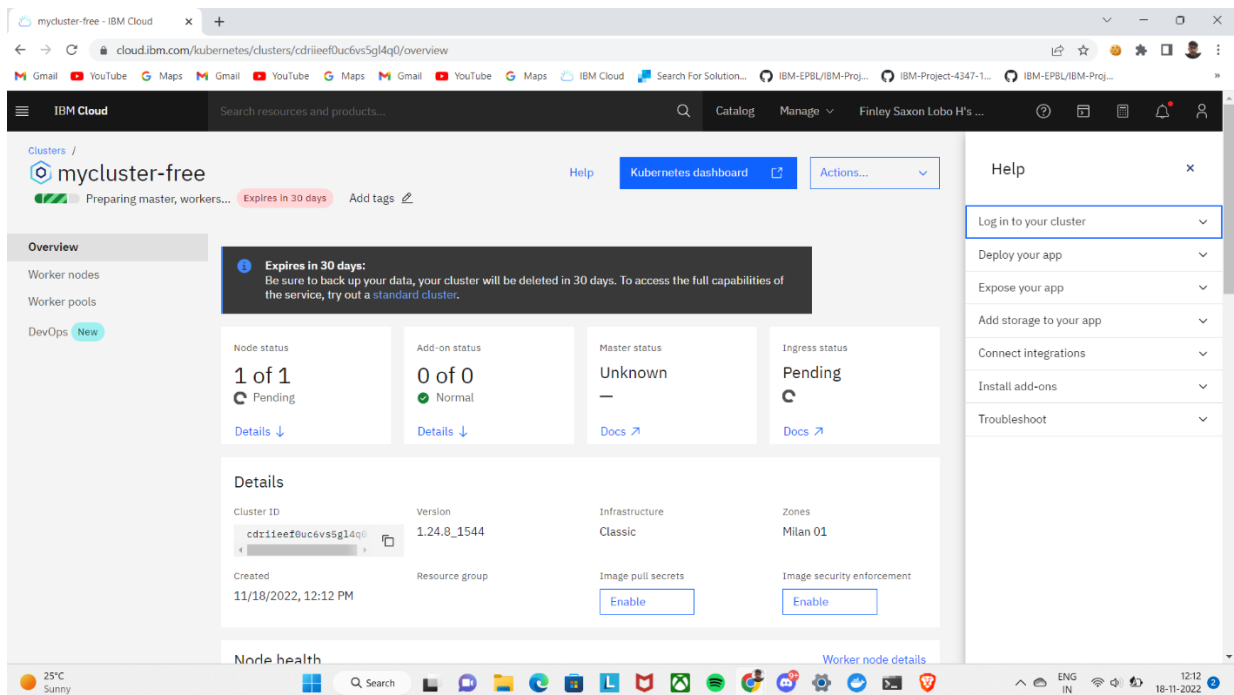 mycluster-free - IBM Cloud
cloud.ibm.com/kubernetes/clusters/cdriieef0uc6vs5gl4q0/overview
Gmail YouTube Maps Gmail YouTube Maps Gmail YouTube Maps IBM Cloud Search For Solution... IBM-EPBL/IBM-Proj... IBM-Project-4347-1... IBM-EPBL/IBM-Proj... »
IBM Cloud Search resources and products... Catalog Manage Finley Saxon Lobo H's ...
Clusters /
mycluster-free
Help Kubernetes dashboard Actions...
Preparing master, workers... Expires in 30 days Add tags
Overview
Worker nodes
Worker pools
DevOps New
Expires in 30 days:
Be sure to back up your data, your cluster will be deleted in 30 days. To access the full capabilities of
the service, try out a standard cluster.
Node status Add-on status Master status Ingress status
1 of 1 0 of 0 Unknown Pending
Pending Normal —
Details ↓ Details ↓ Docs ↗ Docs ↗
Details
Cluster ID Version Infrastructure Zones
cdriieef0uc6vs5gl4q0 1.24.8_1544 Classic Milan 01
Created Resource group Image pull secrets Image security enforcement
11/18/2022, 12:12 PM Enable Enable
Node health Worker node details
Help
Log in to your cluster
Deploy your app
Expose your app
Add storage to your app
Connect integrations
Install add-ons
Troubleshoot
25°C
Sunny
Search
ENG
IN
12:12
18-11-2022
2